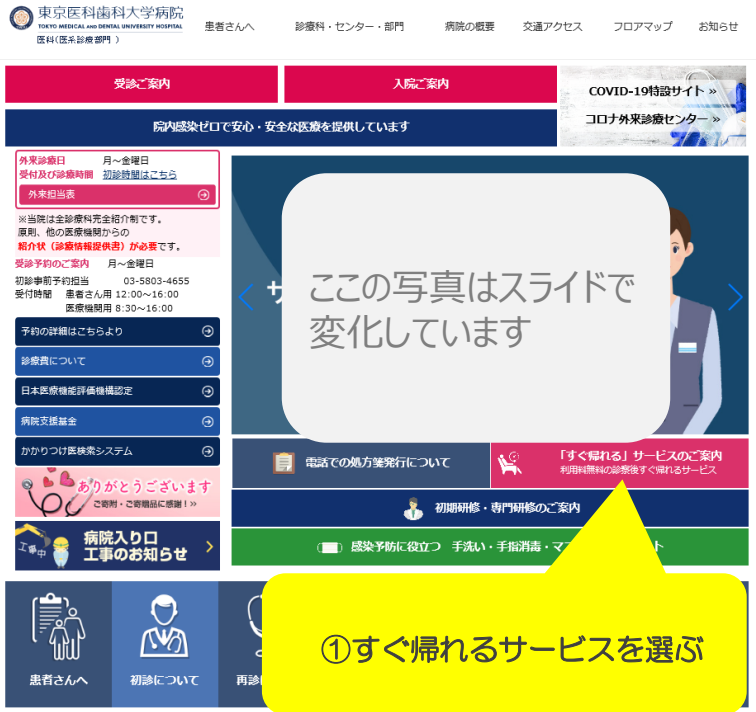 東京医科歯科大学病院
TOKYO MEDICAL AND DENTAL UNIVERSITY HOSPITAL
医科(医系診療部門 )
患者さんへ
診療科・センター・部門
病院の概要
交通アクセス
フロアマップ
お知らせ
受診ご案内
入院ご案内
COVID-19特設サイト »
コロナ外来診療センター »
院内感染ゼロで安心・安全な医療を提供しています
外来診療日 月～金曜日
受付及び診療時間 初診時間はこちら
外来担当表
※当院は全診療科完全紹介制です。
原則、他の医療機関からの
紹介状（診療情報提供書）が必要です。
受診予約のご案内 月～金曜日
初診事前予約担当 03-5803-4655
受付時間 患者さん用 12:00～16:00
医療機関用 8:30～16:00
予約の詳細はこちらより
診療費について
日本医療機能評価機構認定
病院支援基金
かかりつけ医検索システム
ありがとうございます
ご寄附・ご寄贈品に感謝！»
工事中
病院入り口
工事のお知らせ
サ
ここの写真はスライドで
変化しています
電話での処方箋発行について
「すぐ帰れる」サービスのご案内
利用料無料の診察後すぐ帰れるサービス
初期研修・専門研修のご案内
感染予防に役立つ 手洗い・手指消毒・マ
ト
患者さんへ
初診について
再診
①すぐ帰れるサービスを選ぶ